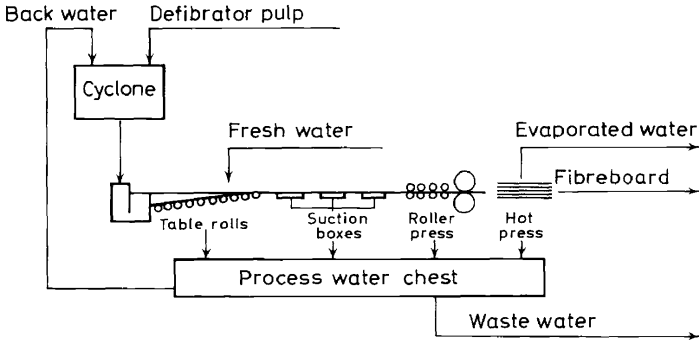 Back water
Defibrator pulp
Cyclone
Fresh water
Evaporated water
Fibreboard
Table rolls
Suction
boxes
Roller
press
Hot
press
Process water chest
Waste water